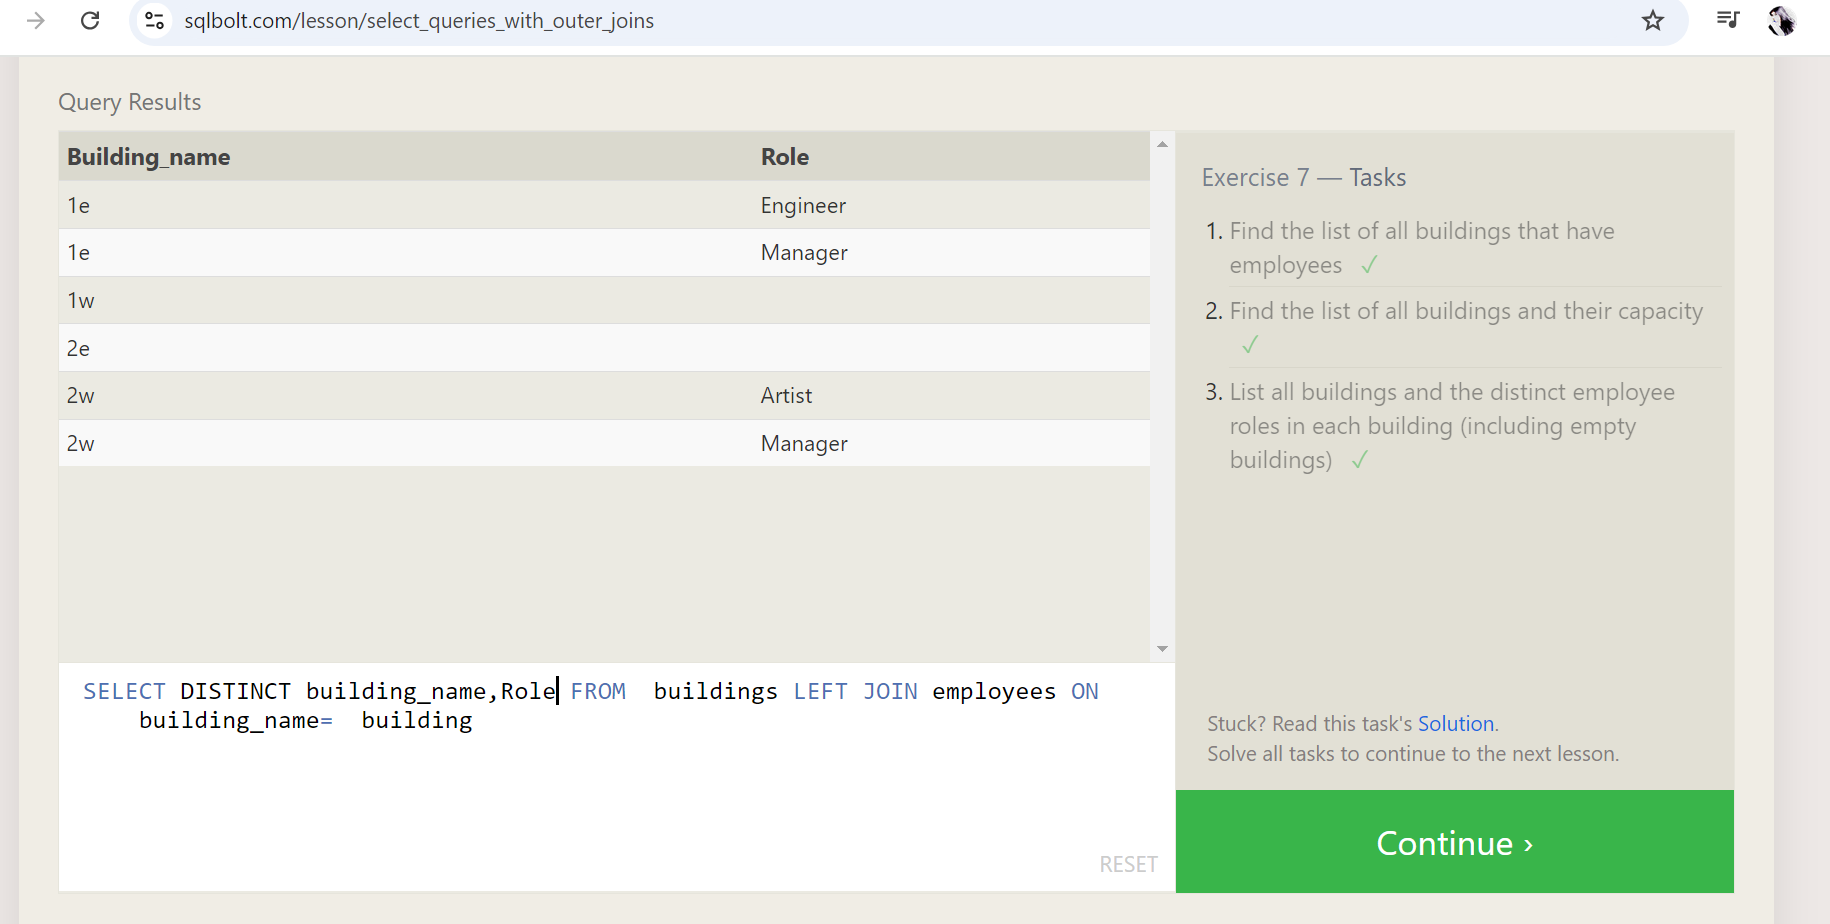 sqlbolt.com/lesson/select_queries_with_outer_joins
Query Results
Building_name Role
1e Engineer
1e Manager
1w
2e
2w Artist
2w Manager
SELECT DISTINCT building_name,Role FROM  buildings LEFT JOIN employees ON
building_name=  building
RESET
Exercise 7 — Tasks
1. Find the list of all buildings that have
employees ✓
2. Find the list of all buildings and their capacity
✓
3. List all buildings and the distinct employee
roles in each building (including empty
buildings) ✓
Stuck? Read this task's Solution.
Solve all tasks to continue to the next lesson.
Continue ›